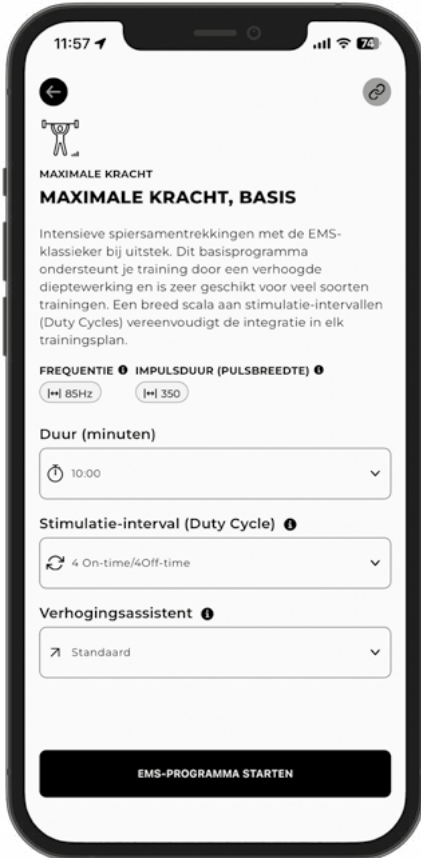 11:57
74
MAXIMALE KRACHT
MAXIMALE KRACHT, BASIS
Intensieve spiersamentrekkingen met de EMS-
klassieker bij uitstek. Dit basisprogramma
ondersteunt je training door een verhoogde
dieptewerking en is zeer geschikt voor veel soorten
trainingen. Een breed scala aan stimulatie-intervallen
(Duty Cycles) vereenvoudigt de integratie in elk
trainingsplan.
FREQUENTIE IMPULSDUUR (PULSBREEDTE)
85Hz 350
Duur (minuten)
10:00
Stimulatie-interval (Duty Cycle)
4 On-time/4Off-time
Verhogingsassistent
Standaard
EMS-PROGRAMMA STARTEN